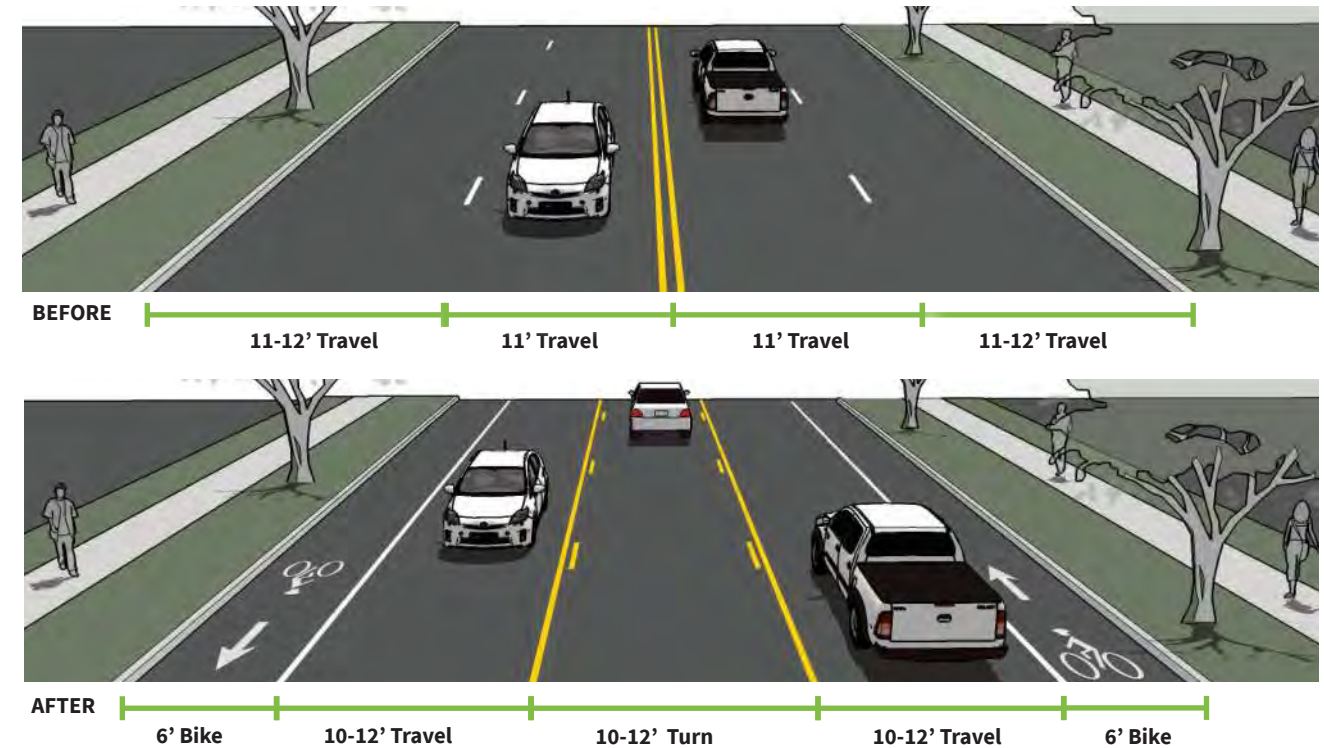 BEFORE
11-12’ Travel
11’ Travel
11’ Travel
11-12’ Travel
AFTER
6’ Bike
10-12’ Travel
10-12’ Turn
10-12’ Travel
6’ Bike